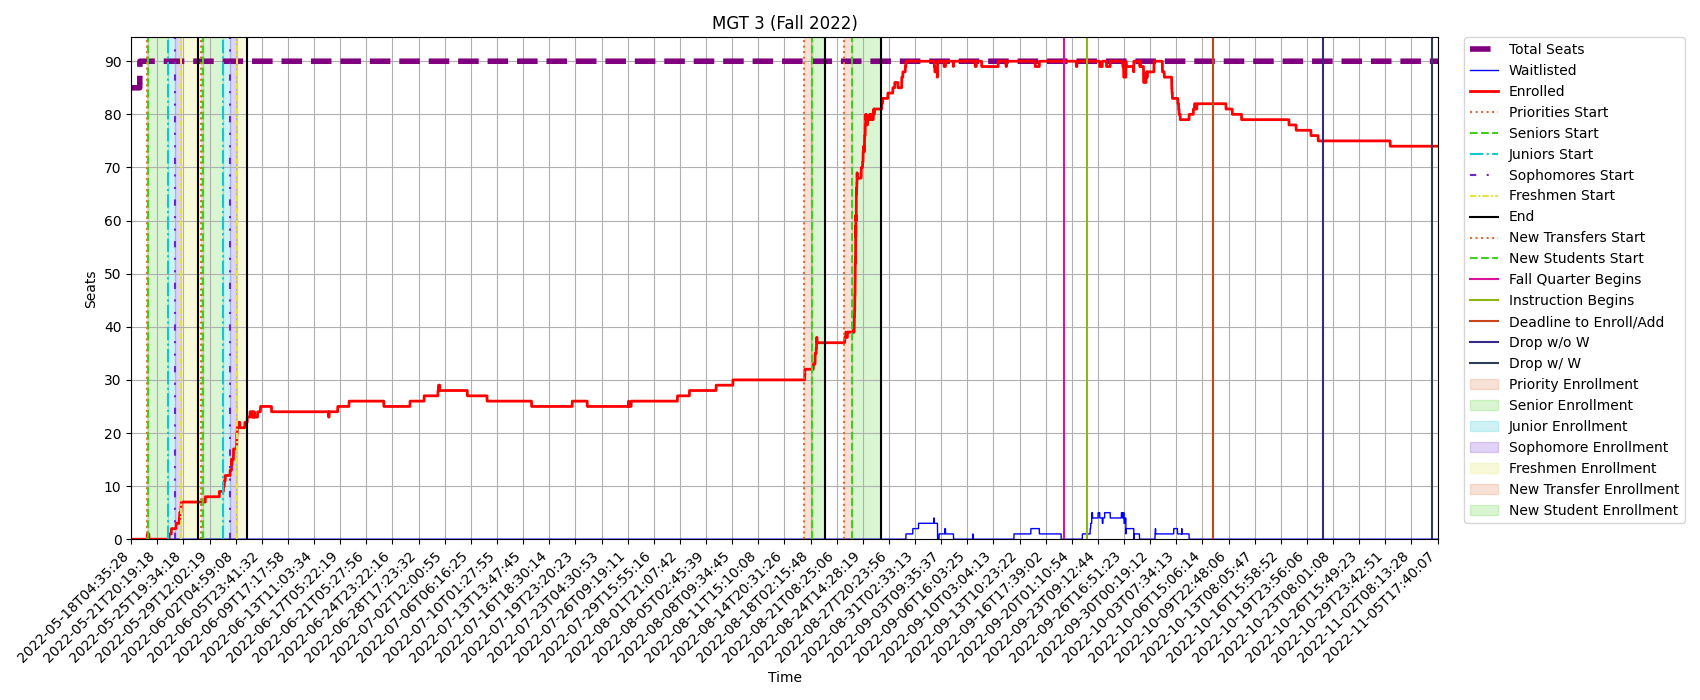 MGT 3 (Fall 2022)
Seats
90
80
70
60
50
40
30
20
10
0
2022-05-18T04:35:28
2022-05-21T20:19:18
2022-05-25T19:34:18
2022-05-29T12:02:19
2022-06-02T04:59:08
2022-06-05T23:41:32
2022-06-09T17:17:58
2022-06-13T11:03:34
2022-06-17T05:22:19
2022-06-21T05:27:56
2022-06-24T23:22:16
2022-06-28T17:23:32
2022-07-02T12:00:55
2022-07-06T06:16:25
2022-07-10T01:27:55
2022-07-13T13:47:45
2022-07-16T18:30:14
2022-07-19T23:20:23
2022-07-23T04:30:53
2022-07-26T09:19:11
2022-07-29T15:55:16
2022-08-01T21:07:42
2022-08-05T02:45:39
2022-08-08T09:34:45
2022-08-11T15:10:08
2022-08-14T20:31:26
2022-08-18T02:15:48
2022-08-21T08:25:06
2022-08-24T14:28:19
2022-08-27T20:23:56
2022-08-31T02:33:13
2022-09-03T09:35:37
2022-09-06T16:03:25
2022-09-10T03:04:13
2022-09-13T10:23:22
2022-09-16T17:39:02
2022-09-20T01:10:54
2022-09-23T09:12:44
2022-09-26T16:51:23
2022-09-30T00:19:12
2022-10-03T07:34:13
2022-10-06T15:06:14
2022-10-09T22:48:06
2022-10-13T08:05:47
2022-10-16T15:58:52
2022-10-19T23:56:06
2022-10-23T08:01:08
2022-10-26T15:49:23
2022-10-29T23:42:51
2022-11-02T08:13:28
2022-11-05T17:40:07
Time
Total Seats
Waitlisted
Enrolled
Priorities Start
Seniors Start
Juniors Start
Sophomores Start
Freshmen Start
End
New Transfers Start
New Students Start
Fall Quarter Begins
Instruction Begins
Deadline to Enroll/Add
Drop w/o W
Drop w/ W
Priority Enrollment
Senior Enrollment
Junior Enrollment
Sophomore Enrollment
Freshmen Enrollment
New Transfer Enrollment
New Student Enrollment